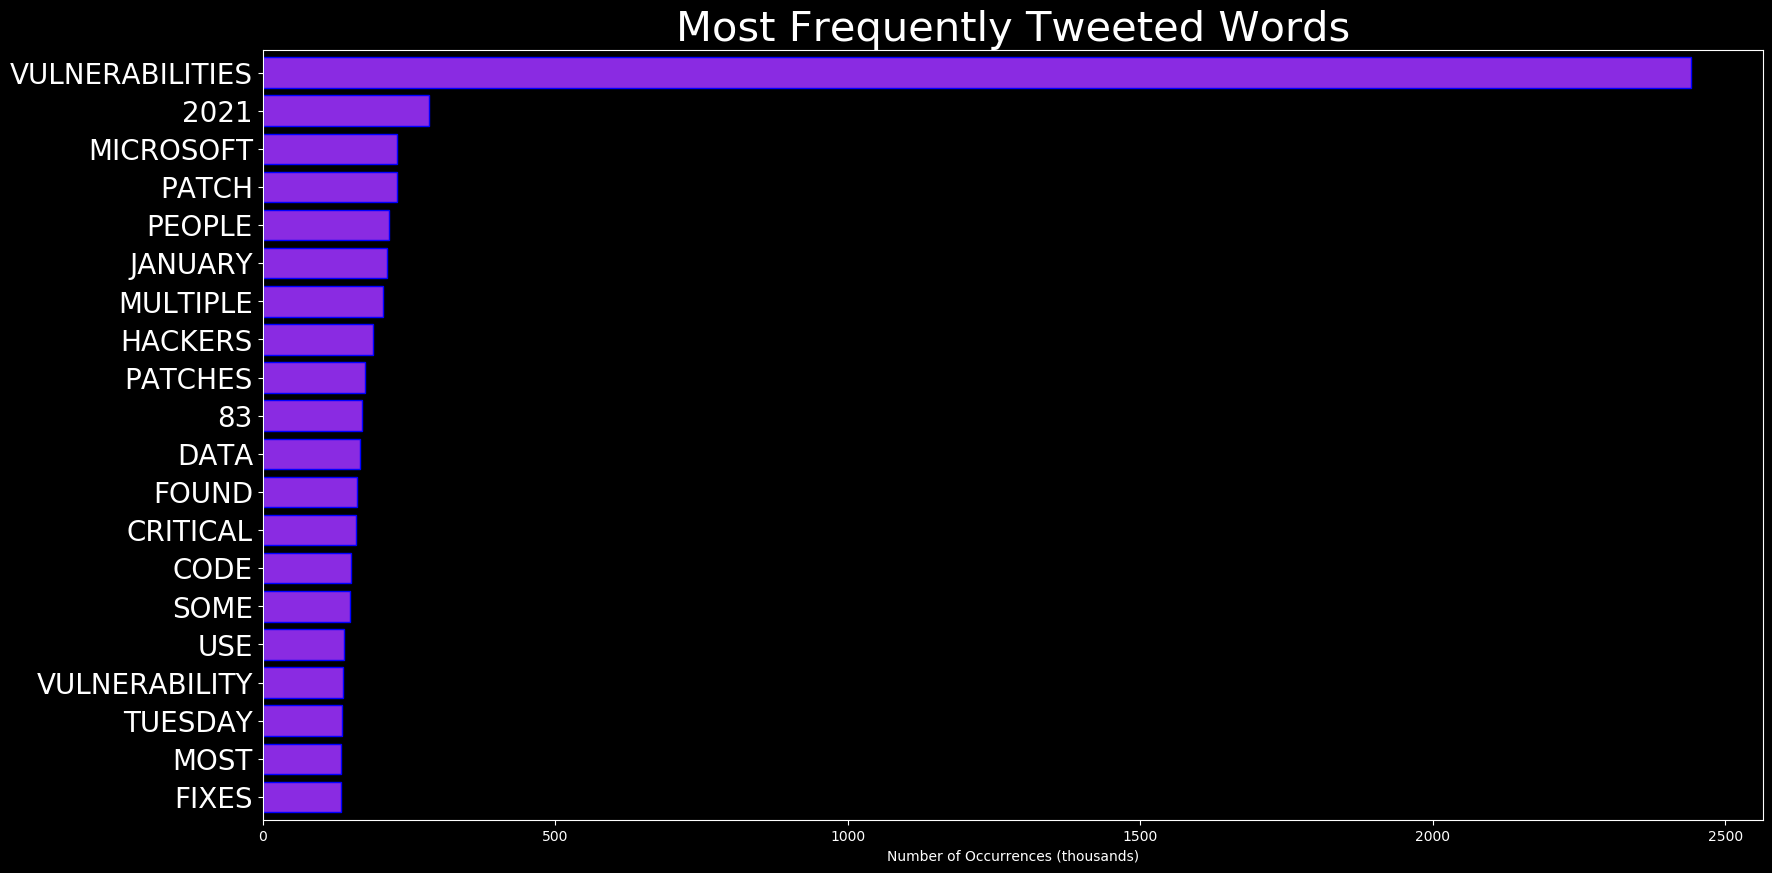 Most Frequently Tweeted Words
VULNERABILITIES
2021
MICROSOFT
PATCH
PEOPLE
JANUARY
MULTIPLE
HACKERS
PATCHES
83
DATA
FOUND
CRITICAL
CODE
SOME
USE
VULNERABILITY
TUESDAY
MOST
FIXES
0 500 1000 1500 2000 2500
Number of Occurrences (thousands)